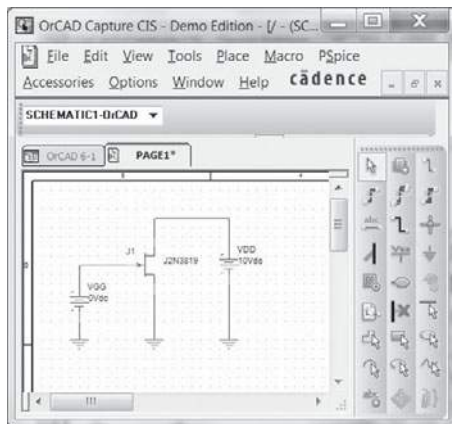 OrCAD Capture CIS - Demo Edition - [/ - (SC...
File Edit View Tools Place Macro PSpice
Accessories Options Window Help cādence
SCHEMATIC1-OrCAD
OrCAD 6-1 PAGE1*
J1
J2N3819
VDD
10Vdc
VGG
0Vdc